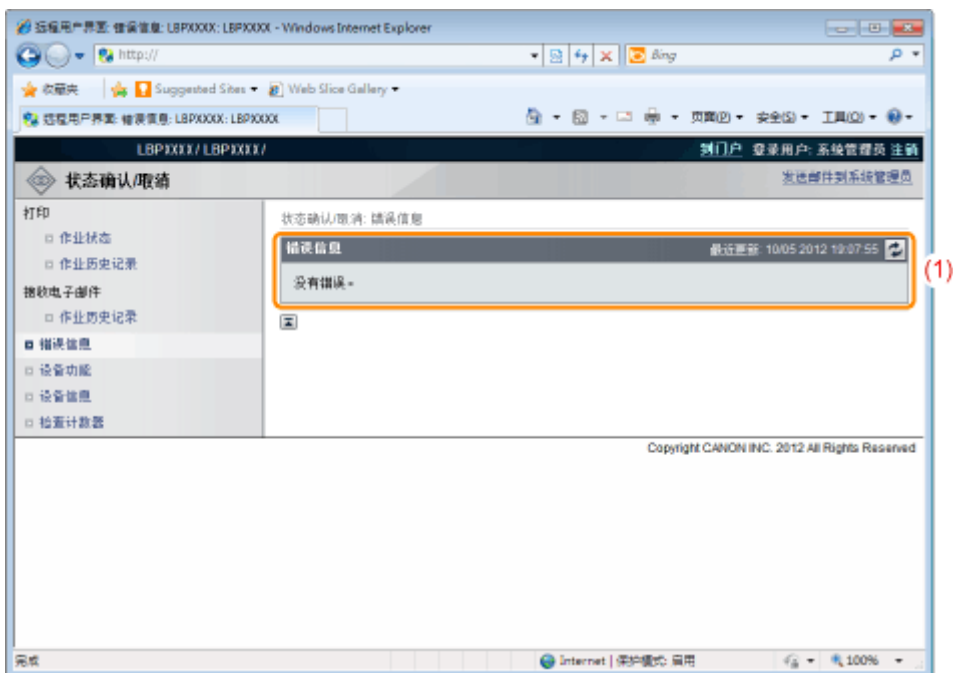 远程用户界面: 错误信息: LBPXXXX: LBPXXXX - Windows Internet Explorer
http://
Bing
收藏夹 Suggested Sites Web Slice Gallery
远程用户界面: 错误信息: LBPXXXX: LBPXXXX
页面(P) 安全(S) 工具(O)
LBPXXXX / LBPXXXX /
到门户 登录用户: 系统管理员 注销
状态确认/取消
发送邮件到系统管理员
打印
作业状态
作业历史记录
接收电子邮件
作业历史记录
错误信息
设备功能
设备信息
检查计数器
状态确认/取消: 错误信息
错误信息
最近更新: 10/05 2012 19:07:55
没有错误。
(1)
Copyright CANON INC. 2012 All Rights Reserved
完成
Internet | 保护模式: 启用
100%